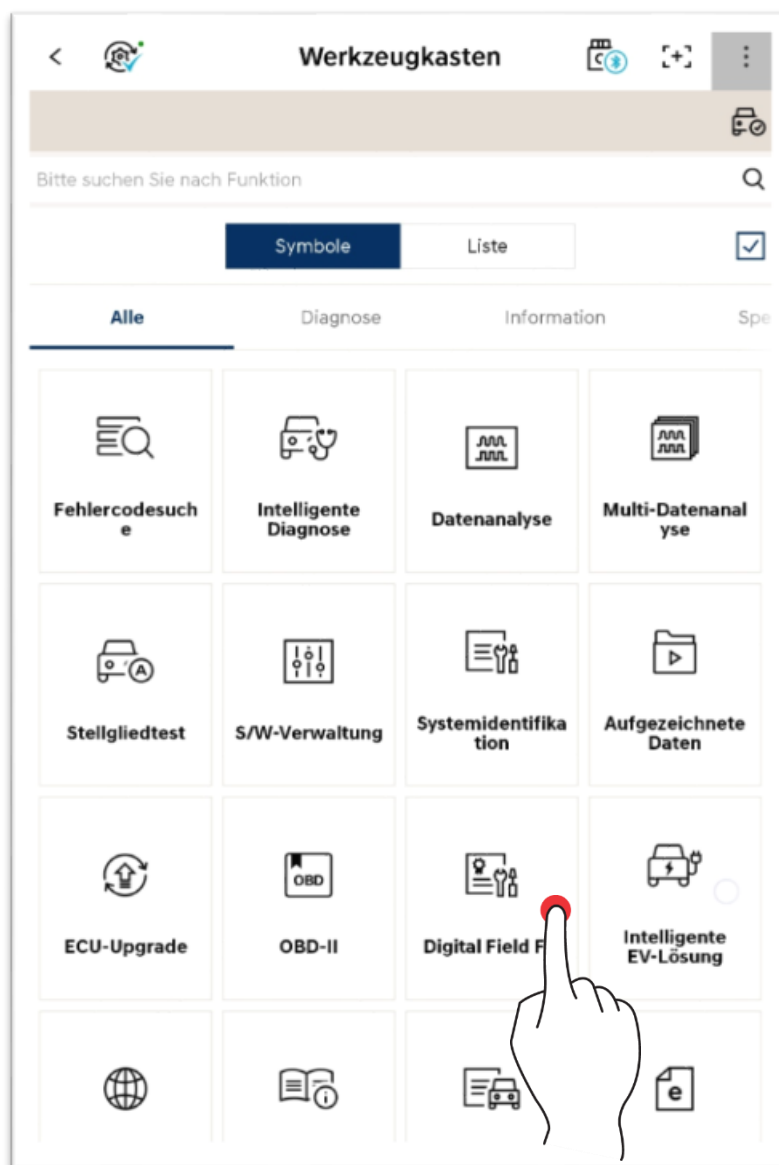 Werkzeugkasten
Bitte suchen Sie nach Funktion
Symbole Liste
Alle Diagnose Information Spe
Fehlercodesuch
e
Intelligente
Diagnose
Datenanalyse
Multi-Datenanal
yse
Stellgliedtest
S/W-Verwaltung
Systemidentifika
tion
Aufgezeichnete
Daten
ECU-Upgrade
OBD
OBD-II
Digital Field F
Intelligente
EV-Lösung
e